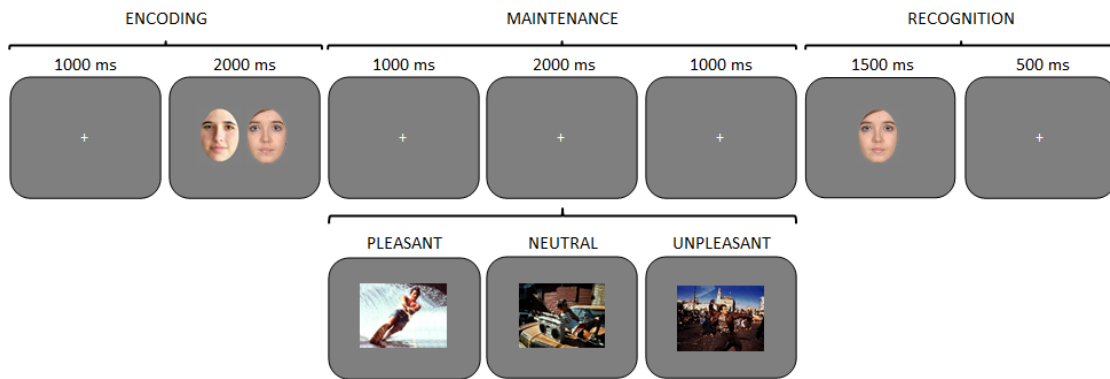 ENCODING MAINTENANCE RECOGNITION
1000 ms 2000 ms 1000 ms 2000 ms 1000 ms 1500 ms 500 ms
+ + + + +
PLEASANT NEUTRAL UNPLEASANT